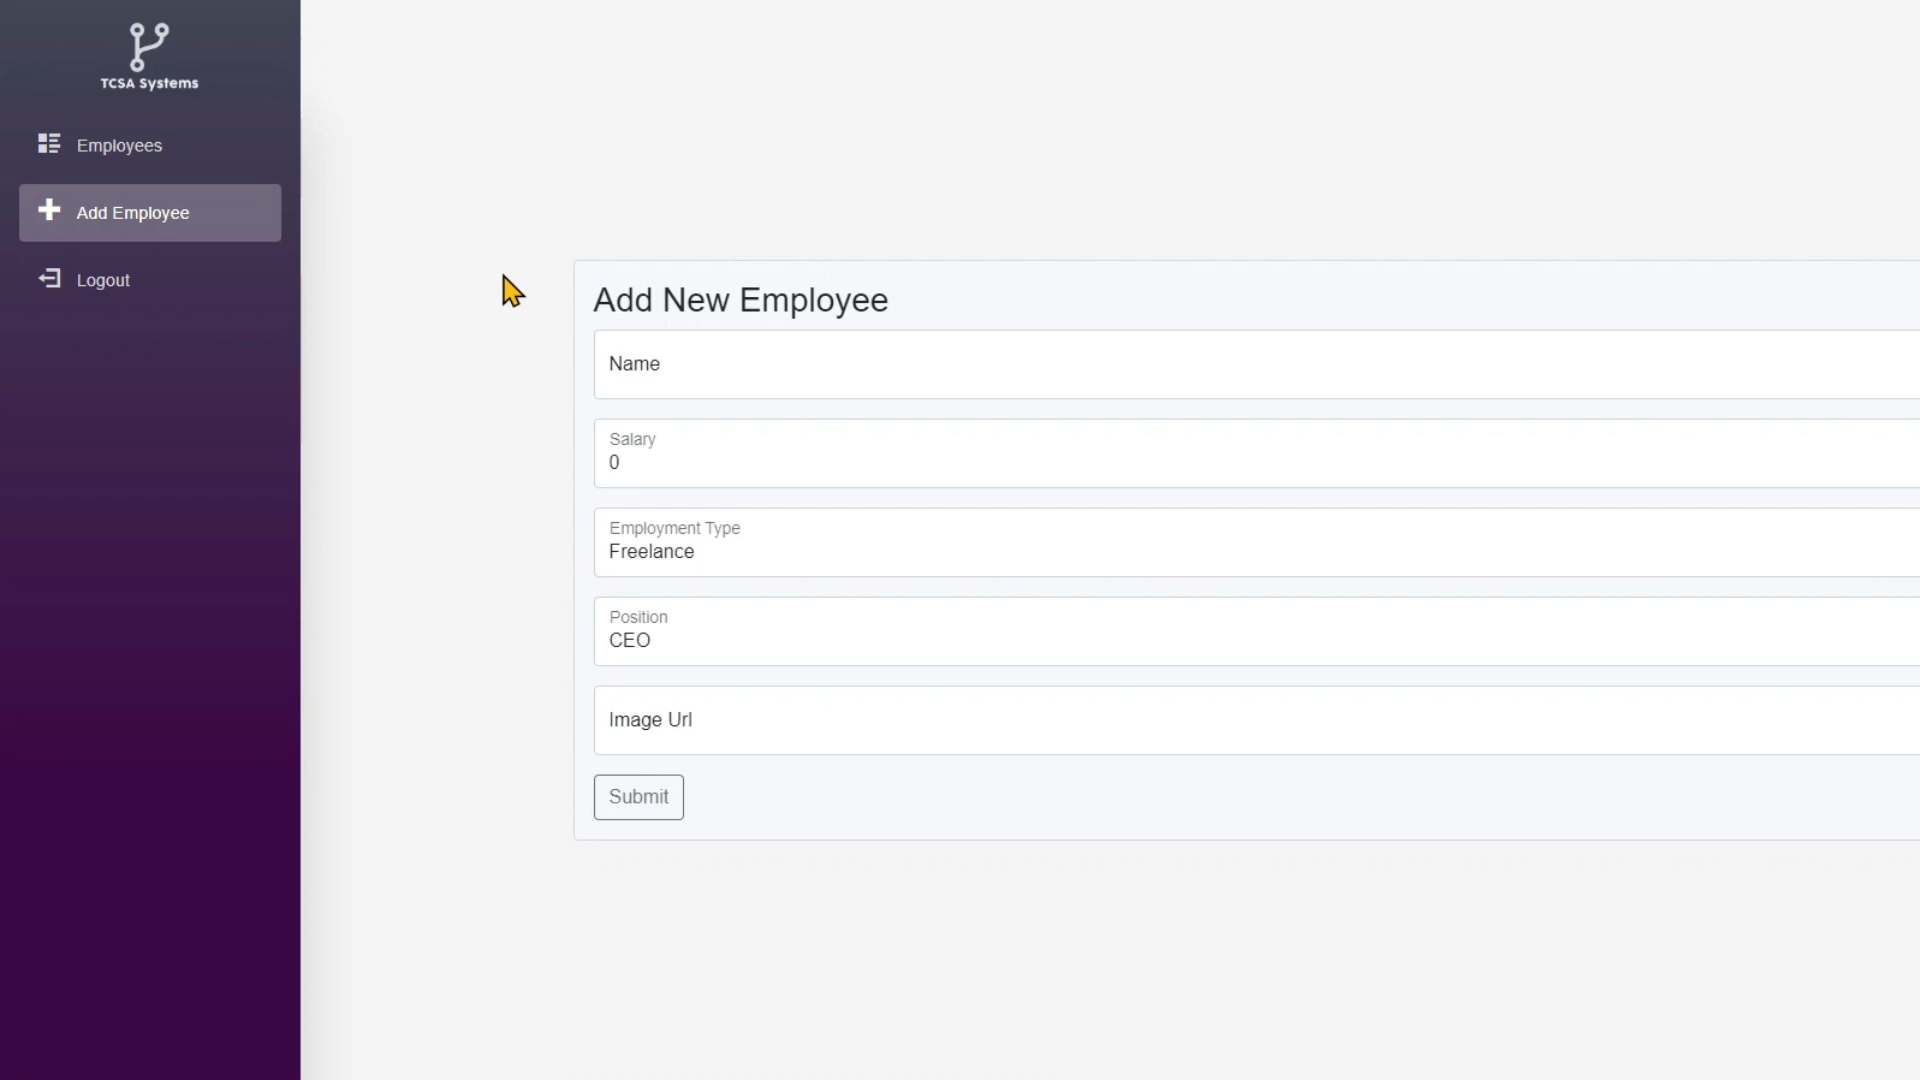 TCSA Systems
Employees
Add Employee
Logout
Add New Employee
Name
Salary
0
Employment Type
Freelance
Position
CEO
Image Url
Submit